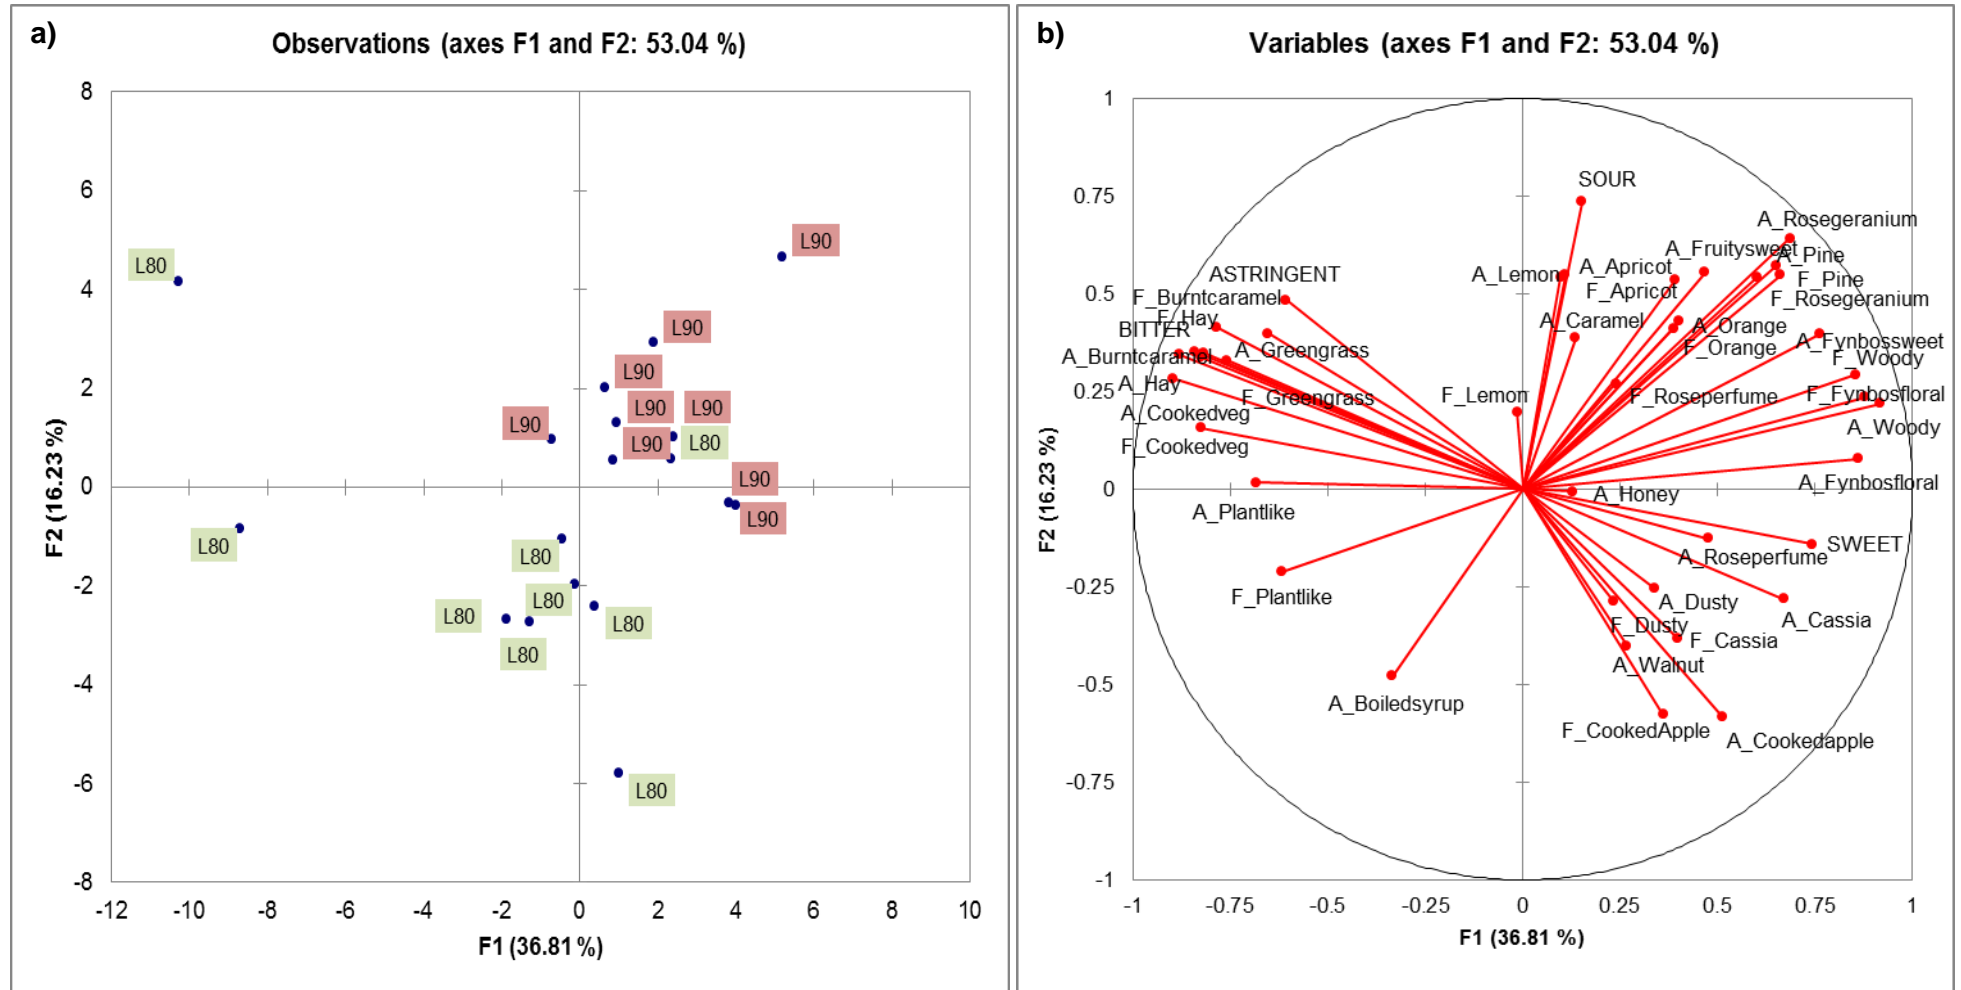 a)
Observations (axes F1 and F2: 53.04 %)
8
6
4
2
0
-2
-4
-6
-8
F2 (16.23 %)
L80
L90
L90
L90
L90
L90
L90
L90
L80
L90
L90
L80
L80
L80
L80
L80
L80
L80
-12
-10
-8
-6
-4
-2
0
2
4
6
8
10
F1 (36.81 %)
b)
Variables (axes F1 and F2: 53.04 %)
1
0.75
0.5
0.25
0
-0.25
-0.5
-0.75
-1
F2 (16.23 %)
SOUR
A_Rosegeranium
A_Fruitysweet
A_Pine
A_Lemon
A_Apricot
ASTRINGENT
F_Pine
F_Apricot
F_Burntcaramel
F_Rosegeranium
F_Hay
A_Caramel
BITTER
A_Orange
A_Fynbossweet
F_Orange
A_Greengrass
A_Burntcaramel
F_Woody
A_Hay
F_Lemon
F_Greengrass
F_Roseperfume
F_Fynbosfloral
A_Cookedveg
A_Woody
F_Cookedveg
A_Fynbosfloral
A_Honey
A_Plantlike
SWEET
A_Roseperfume
F_Plantlike
A_Dusty
A_Cassia
F_Dusty
F_Cassia
A_Walnut
A_Boiledsyrup
F_CookedApple
A_Cookedapple
-1
-0.75
-0.5
-0.25
0
0.25
0.5
0.75
1
F1 (36.81 %)